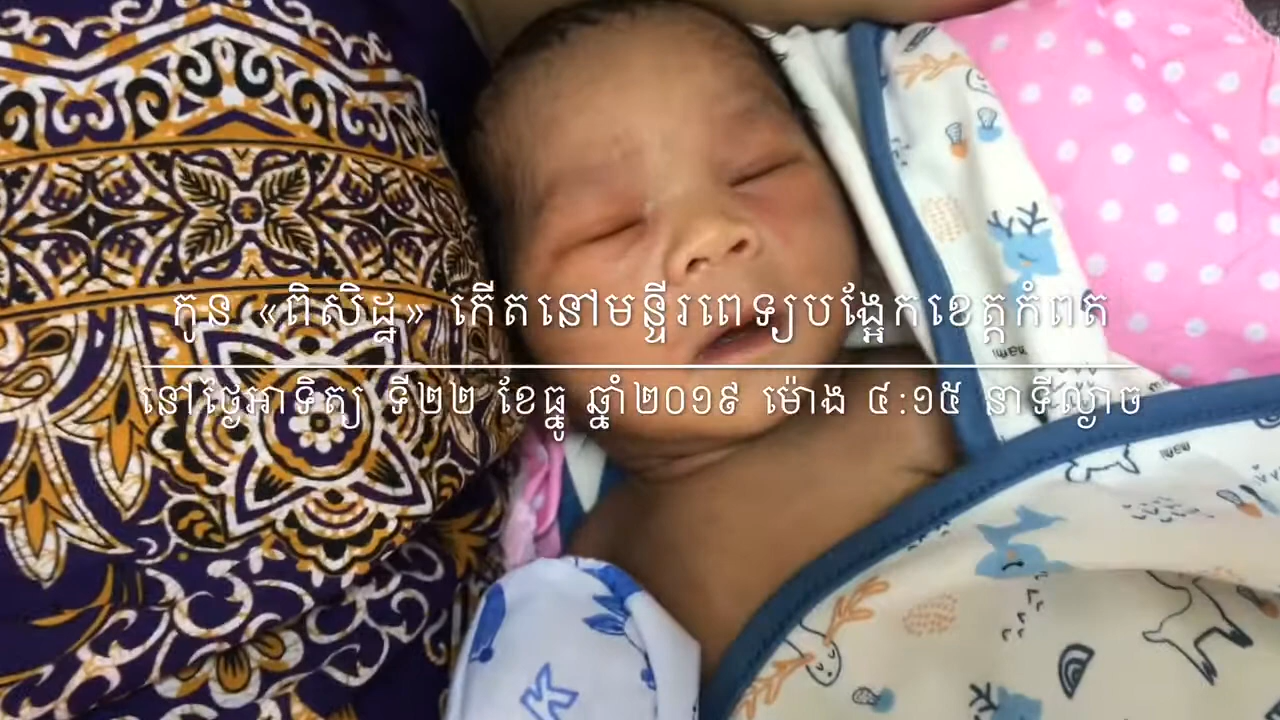 កូន «ពិសិដ្ឋ» កើតនៅមន្ទីរពេទ្យបង្អែកខេត្តកំពត
នៅថ្ងៃអាទិត្យ ទី២២ ខែធ្នូ ឆ្នាំ២០១៩ ម៉ោង ៤:១៥ នាទីល្ងាច